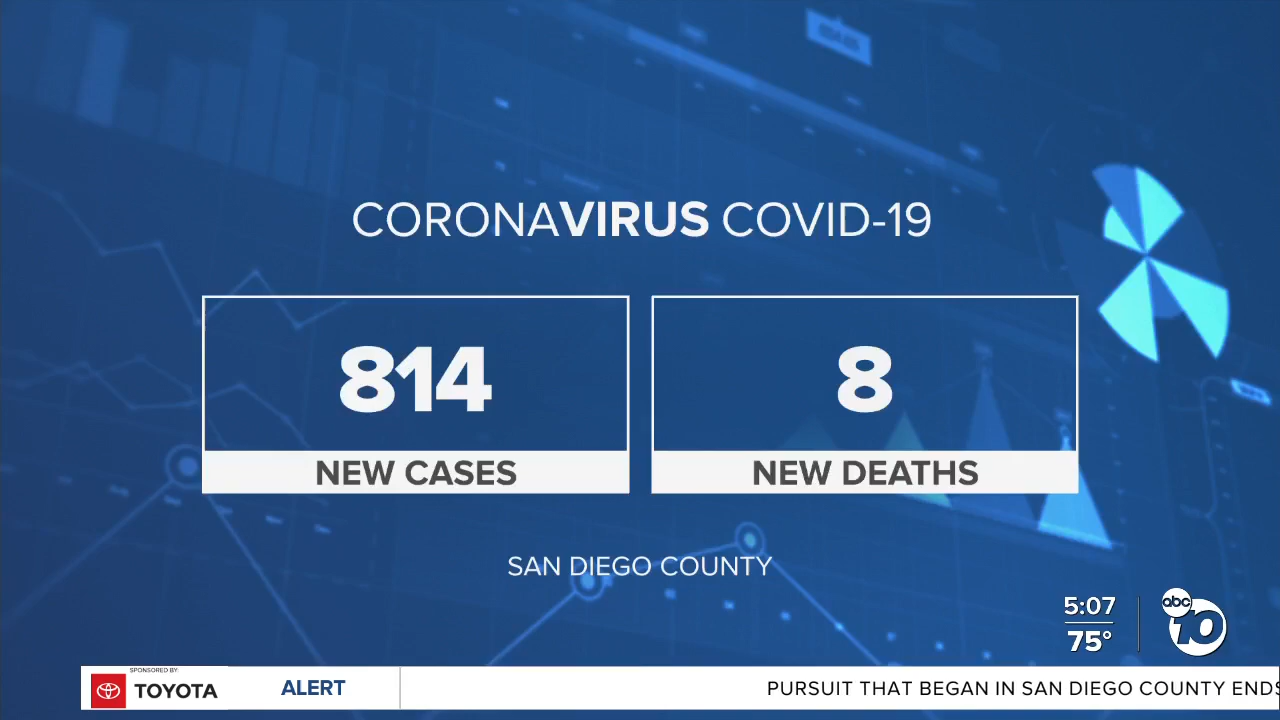 CORONAVIRUS COVID-19
814
NEW CASES
8
NEW DEATHS
SAN DIEGO COUNTY
5:07
75°
abc
10
SPONSORED BY:
TOYOTA
ALERT
PURSUIT THAT BEGAN IN SAN DIEGO COUNTY ENDS